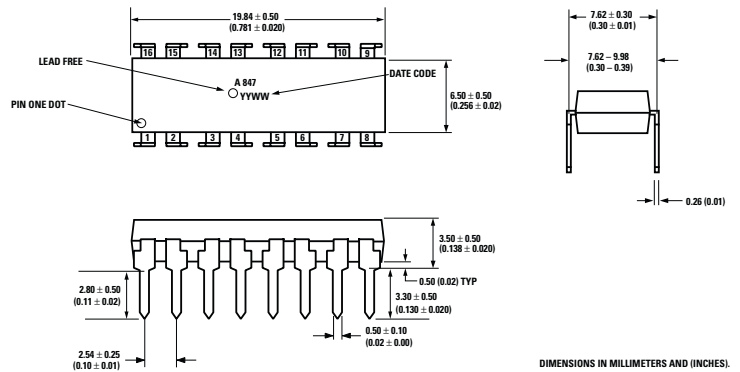 19.84 ± 0.50
(0.781 ± 0.020)
7.62 ± 0.30
(0.30 ± 0.01)
16 15 14 13 12 11 10 9
LEAD FREE
A 847
YYWW
DATE CODE
7.62 – 9.98
(0.30 – 0.39)
6.50 ± 0.50
(0.256 ± 0.02)
PIN ONE DOT
1 2 3 4 5 6 7 8
0.26 (0.01)
3.50 ± 0.50
(0.138 ± 0.020)
0.50 (0.02) TYP
2.80 ± 0.50
(0.11 ± 0.02)
3.30 ± 0.50
(0.130 ± 0.020)
0.50 ± 0.10
(0.02 ± 0.00)
2.54 ± 0.25
(0.10 ± 0.01)
DIMENSIONS IN MILLIMETERS AND (INCHES).